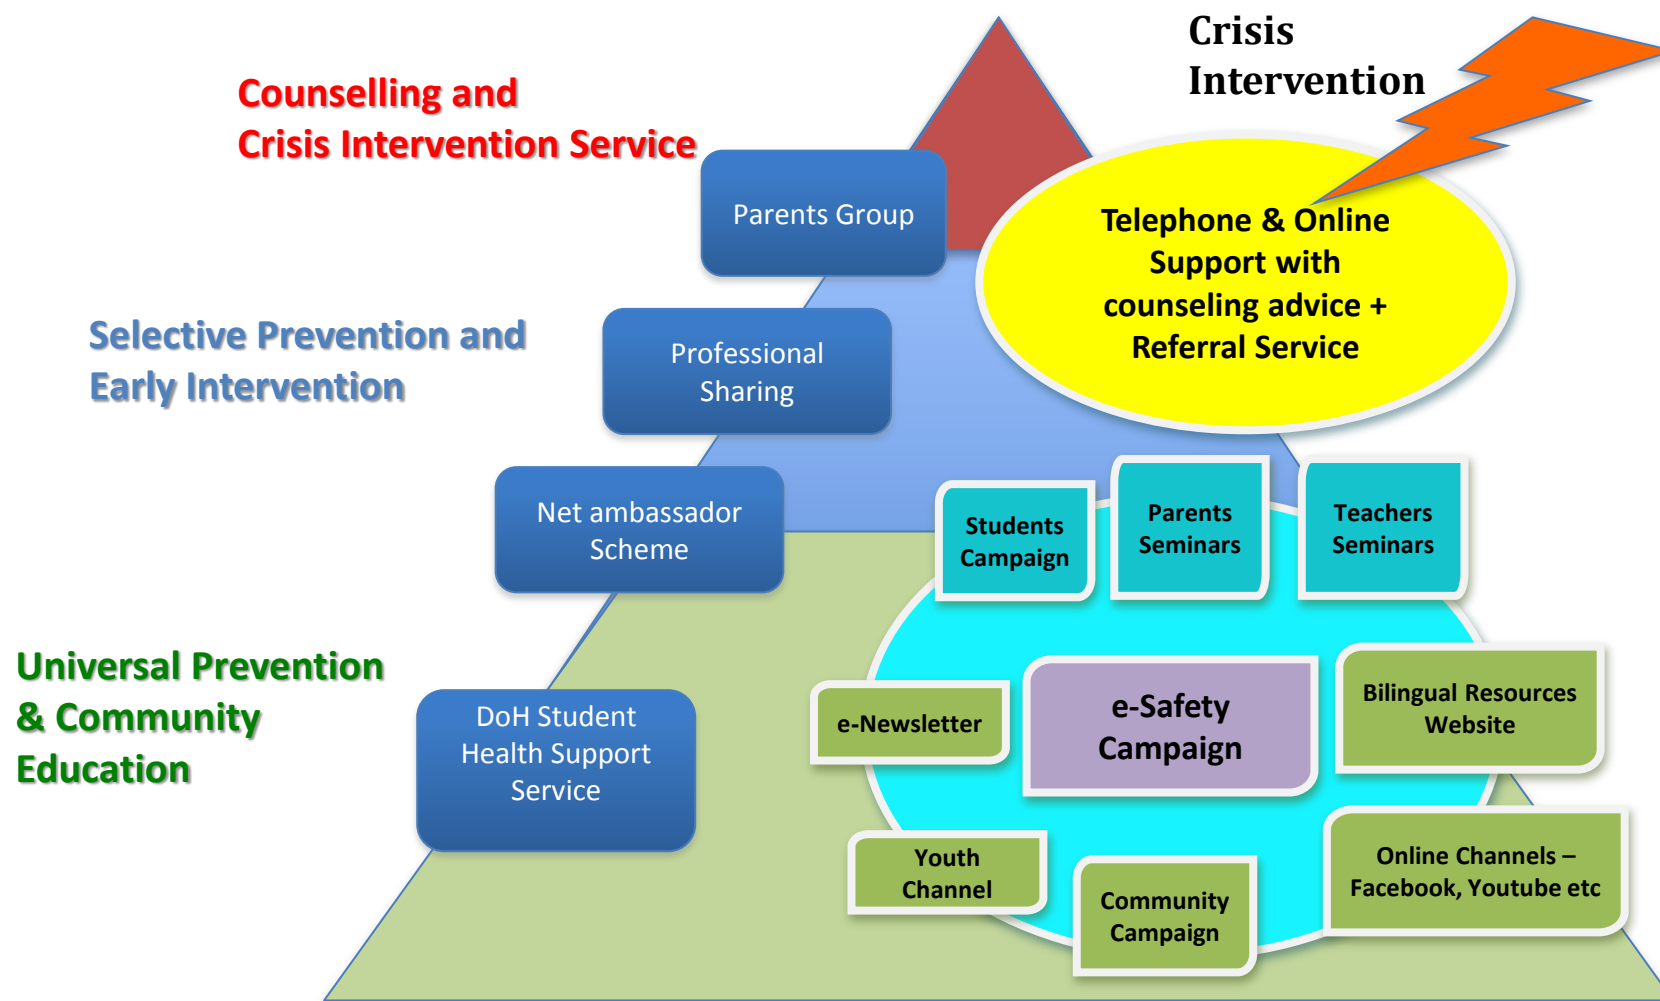 Crisis
Intervention
Counselling and
Crisis Intervention Service
Parents Group
Telephone & Online
Support with
counseling advice +
Referral Service
Selective Prevention and
Early Intervention
Professional
Sharing
Net ambassador
Scheme
Students
Campaign
Parents
Seminars
Teachers
Seminars
Universal Prevention
& Community
Education
DoH Student
Health Support
Service
e-Newsletter
e-Safety
Campaign
Bilingual Resources
Website
Youth
Channel
Community
Campaign
Online Channels –
Facebook, Youtube etc